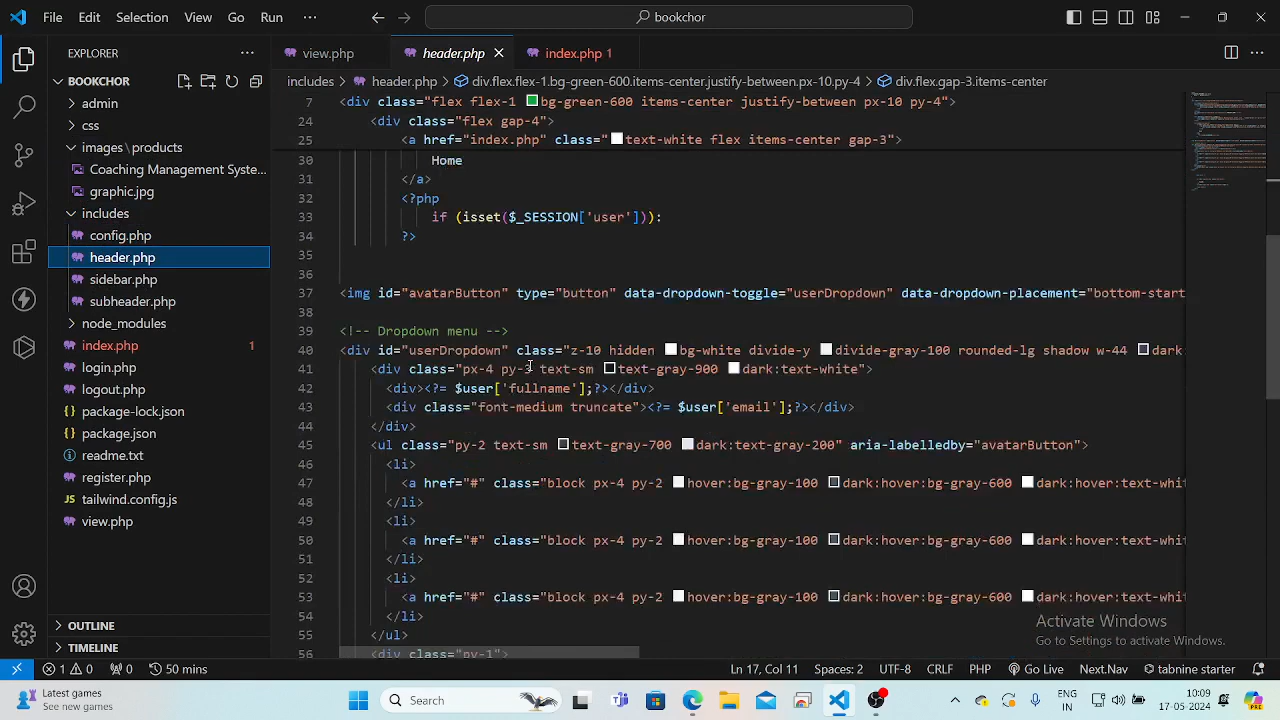 File Edit Selection View Go Run ··· bookchor
EXPLORER ···
view.php header.php index.php 1
BOOKCHOR
includes > header.php > div.flex.flex-1.bg-green-600.items-center.justify-between.px-10.py-4 > div.flex.gap-3.items-center
admin
css
images\products
Coaching Management Syste...
graphic.jpg
includes
config.php
header.php
sidebar.php
subheader.php
node_modules
index.php 1
login.php
logout.php
package-lock.json
package.json
readme.txt
register.php
tailwind.config.js
view.php
OUTLINE
TIMELINE
7 <div class="flex flex-1 bg-green-600 items-center justify-between px-10 py-4">
24 <div class="flex gap-4">
25 <a href="index.php" class=" text-white flex item-center gap-3">
30 Home
31 </a>
32 <?php
33 if (isset($_SESSION['user'])):
34 ?>
35
36
37 <img id="avatarButton" type="button" data-dropdown-toggle="userDropdown" data-dropdown-placement="bottom-start
38
39 <!-- Dropdown menu -->
40 <div id="userDropdown" class="z-10 hidden bg-white divide-y divide-gray-100 rounded-lg shadow w-44 dark:
41 <div class="px-4 py-3 text-sm text-gray-900 dark:text-white">
42 <div><?= $user['fullname'];?></div>
43 <div class="font-medium truncate"><?= $user['email'];?></div>
44 </div>
45 <ul class="py-2 text-sm text-gray-700 dark:text-gray-200" aria-labelledby="avatarButton">
46 <li>
47 <a href="#" class="block px-4 py-2 hover:bg-gray-100 dark:hover:bg-gray-600 dark:hover:text-whit
48 </li>
49 <li>
50 <a href="#" class="block px-4 py-2 hover:bg-gray-100 dark:hover:bg-gray-600 dark:hover:text-whit
51 </li>
52 <li>
53 <a href="#" class="block px-4 py-2 hover:bg-gray-100 dark:hover:bg-gray-600 dark:hover:text-whit
54 </li>
55 </ul>
56 <div class="py-1">
Activate Windows
Go to Settings to activate Windows.
1 0 0 50 mins Ln 17, Col 11 Spaces: 2 UTF-8 CRLF PHP Go Live Next.Nav tabnine starter
Latest games
See new games
Search
ENG
IN
10:09
17-05-2024